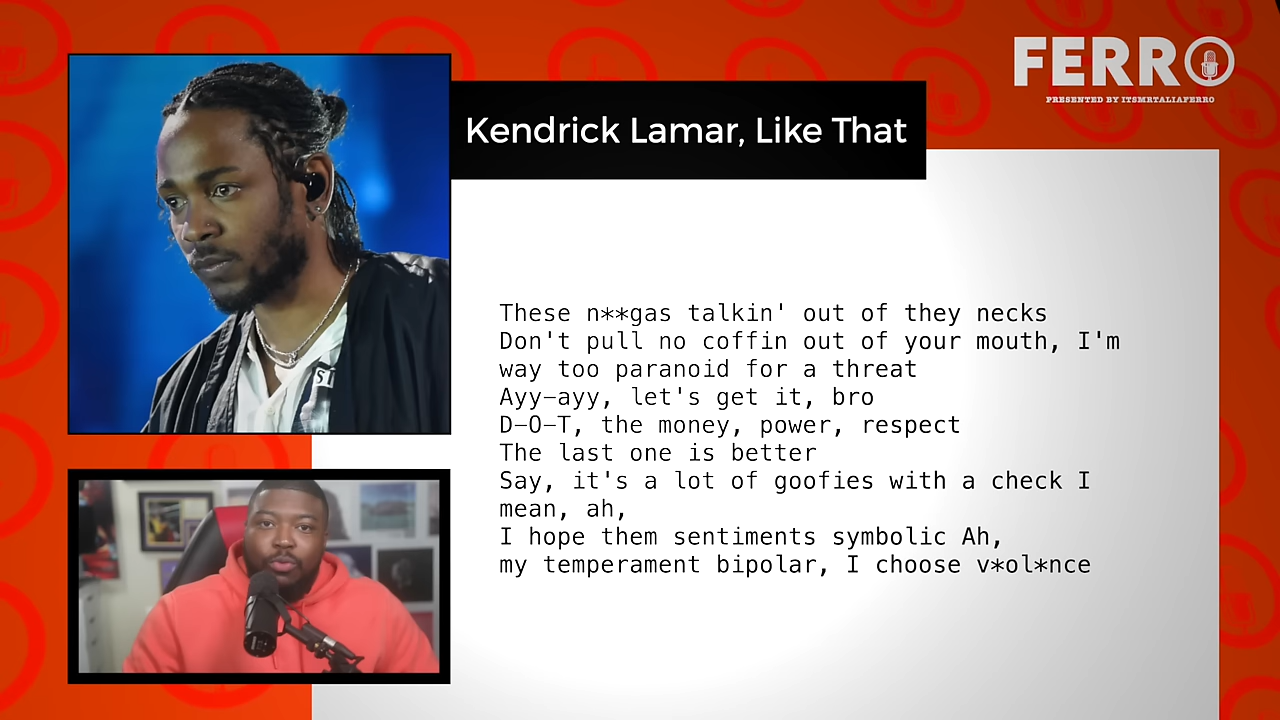 FERRO
PRESENTED BY ITSMRTALIAFERRO
Kendrick Lamar, Like That
These n**gas talkin' out of they necks
Don't pull no coffin out of your mouth, I'm
way too paranoid for a threat
Ayy-ayy, let's get it, bro
D-O-T, the money, power, respect
The last one is better
Say, it's a lot of goofies with a check I
mean, ah,
I hope them sentiments symbolic Ah,
my temperament bipolar, I choose v*ol*nce